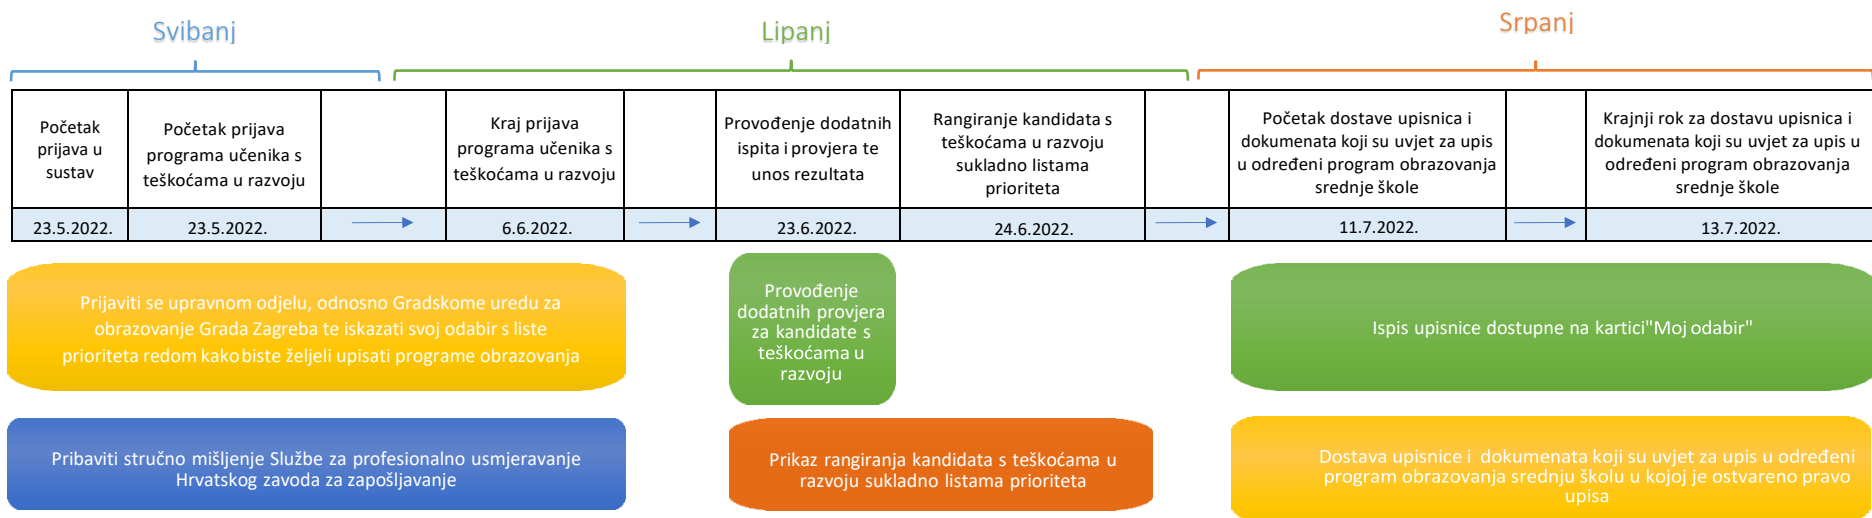 Svibanj
Lipanj
Srpanj
Početak
prijava u
sustav
Početak prijava
programa učenika s
teškoćama u razvoju
Kraj prijava
programa učenika s
teškoćama u razvoju
Provođenje dodatnih
ispita i provjera te
unos rezultata
Rangiranje kandidata s
teškoćama u razvoju
sukladno listama
prioriteta
Početak dostave upisnica i
dokumenata koji su uvjet za upis
u određeni program obrazovanja
srednje škole
Krajnji rok za dostavu upisnica i
dokumenata koji su uvjet za upis u
određeni program obrazovanja
srednje škole
23.5.2022.
23.5.2022.
6.6.2022.
23.6.2022.
24.6.2022.
11.7.2022.
13.7.2022.
Prijaviti se upravnom odjelu, odnosno Gradskome uredu za
obrazovanje Grada Zagreba te iskazati svoj odabir s liste
prioriteta redom kako biste željeli upisati programe obrazovanja
Provođenje
dodatnih provjera
za kandidate s
teškoćama u
razvoju
Ispis upisnice dostupne na kartici"Moj odabir"
Pribaviti stručno mišljenje Službe za profesionalno usmjeravanje
Hrvatskog zavoda za zapošljavanje
Prikaz rangiranja kandidata s teškoćama u
razvoju sukladno listama prioriteta
Dostava upisnice i dokumenata koji su uvjet za upis u određeni
program obrazovanja srednju školu u kojoj je ostvareno pravo
upisa